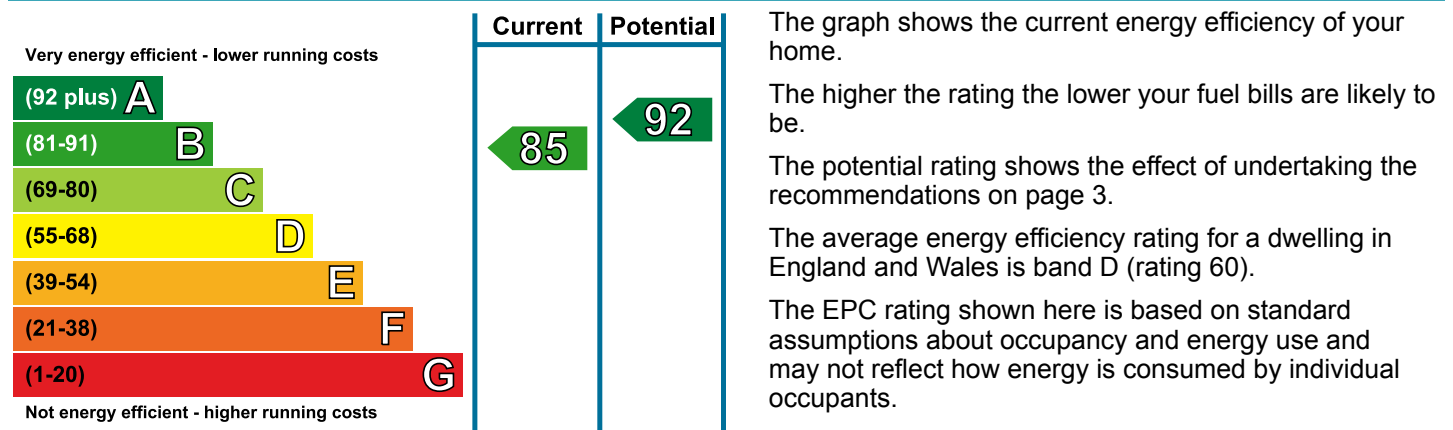 Current Potential
Very energy efficient - lower running costs
(92 plus) A
(81-91) B
(69-80) C
(55-68) D
(39-54) E
(21-38) F
(1-20) G
Not energy efficient - higher running costs
85
92
The graph shows the current energy efficiency of your
home.
The higher the rating the lower your fuel bills are likely to
be.
The potential rating shows the effect of undertaking the
recommendations on page 3.
The average energy efficiency rating for a dwelling in
England and Wales is band D (rating 60).
The EPC rating shown here is based on standard
assumptions about occupancy and energy use and
may not reflect how energy is consumed by individual
occupants.